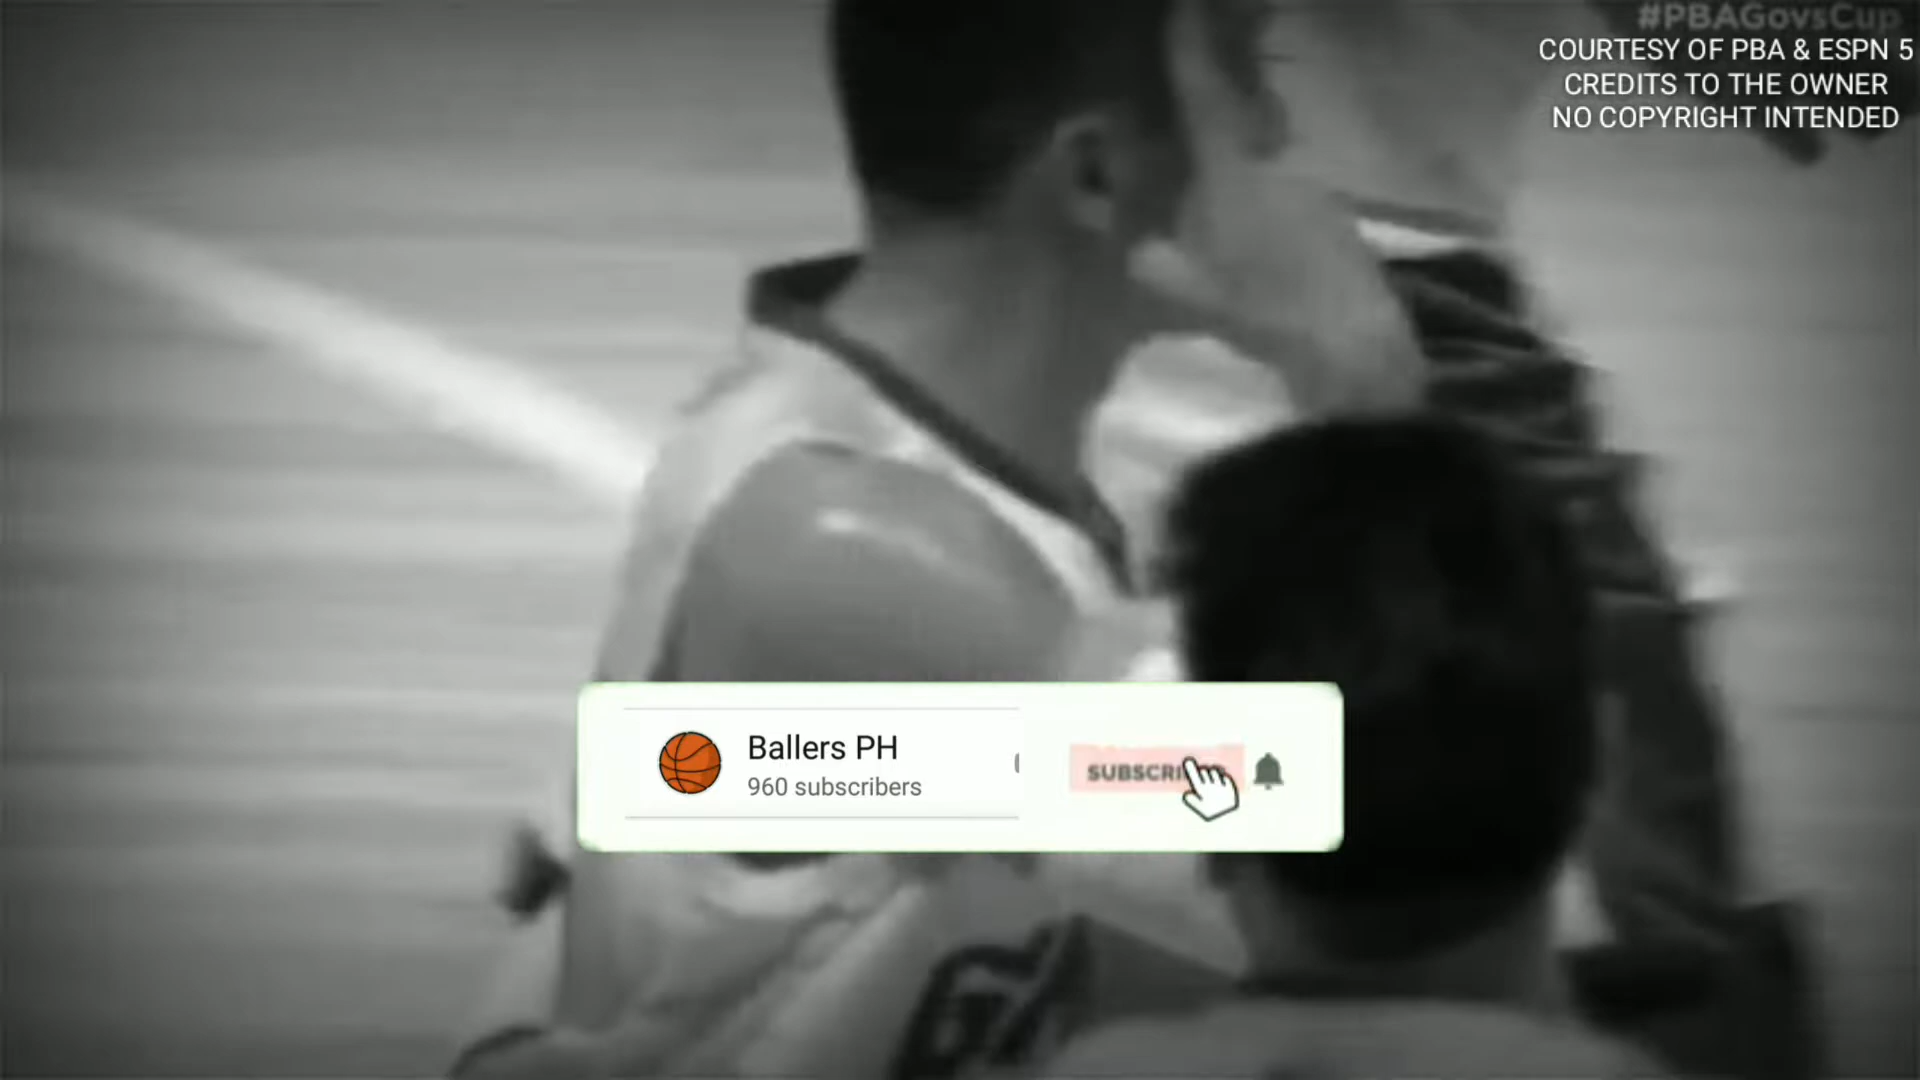 #PBAGovsCup
COURTESY OF PBA & ESPN 5
CREDITS TO THE OWNER
NO COPYRIGHT INTENDED
Ballers PH
960 subscribers